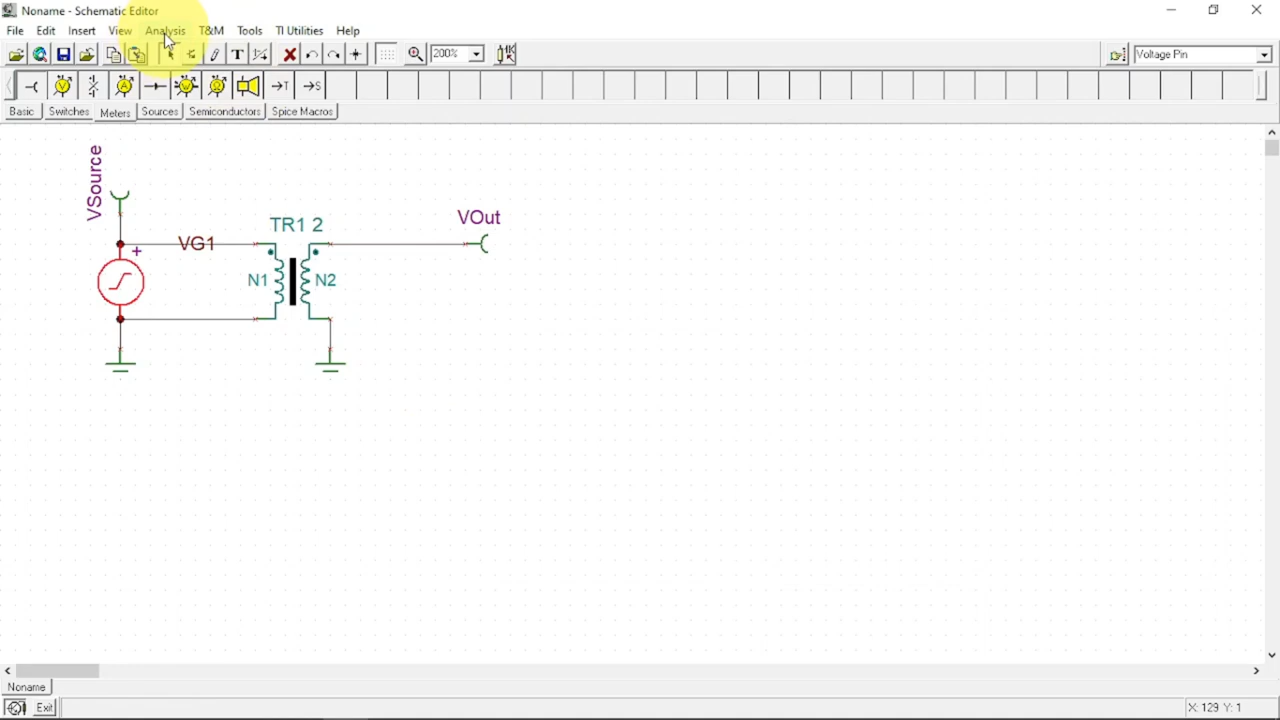 Noname - Schematic Editor
File Edit Insert View Analysis T&M Tools TI Utilities Help
T 200% Voltage Pin
V A W Ω T S
Basic Switches Meters Sources Semiconductors Spice Macros
VSource
TR1 2
VOut
VG1
+
N1 N2
Noname
Exit X: 129 Y: 1